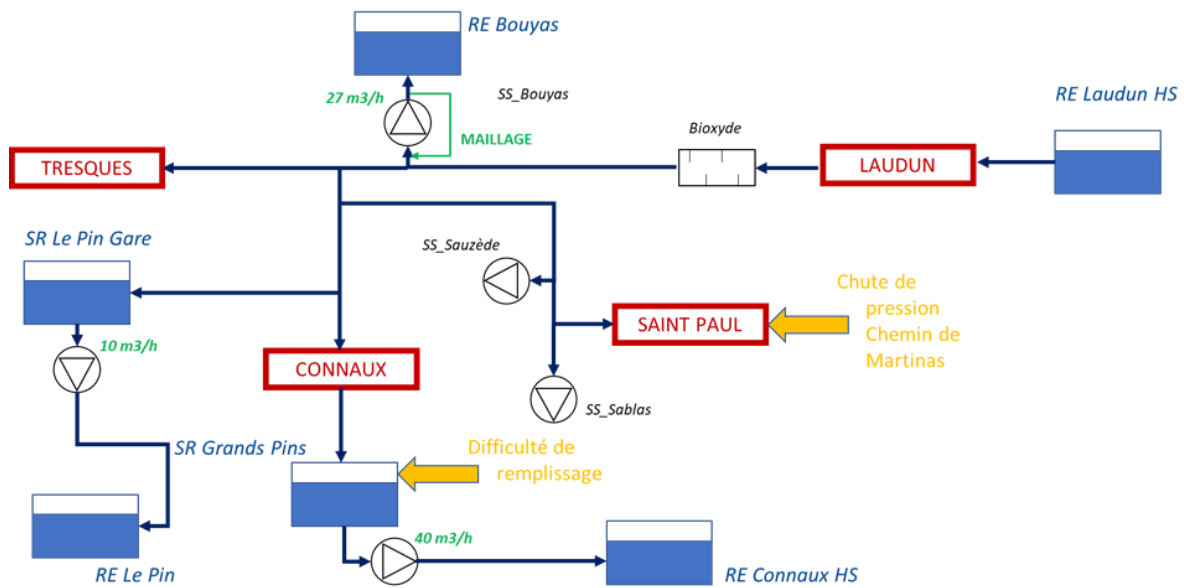 RE Bouyas
27 m3/h
SS_Bouyas
MAILLAGE
RE Laudun HS
Bioxyde
TRESQUES
LAUDUN
SR Le Pin Gare
SS_Sauzède
Chute de
pression
Chemin de
Martinas
SAINT PAUL
10 m3/h
CONNAUX
SS_Sablas
SR Grands Pins
Difficulté de
remplissage
40 m3/h
RE Le Pin
RE Connaux HS